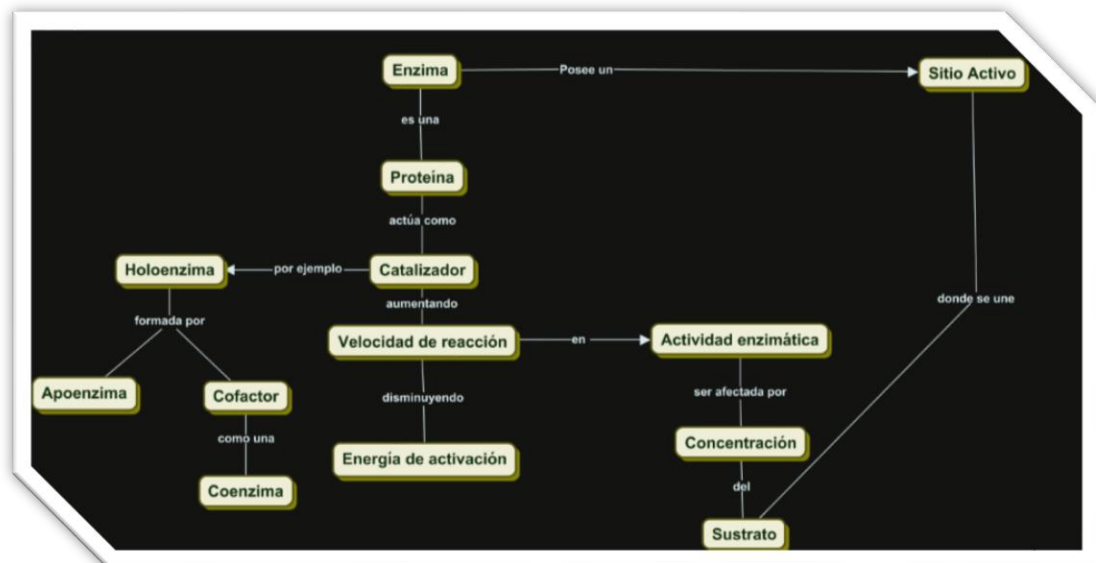 Enzima
Posee un
Sitio Activo
es una
Proteína
actúa como
Holoenzima
por ejemplo
Catalizador
formada por
aumentando
donde se une
Velocidad de reacción
en
Actividad enzimática
Apoenzima
Cofactor
disminuyendo
ser afectada por
como una
Concentración
Energía de activación
Coenzima
del
Sustrato